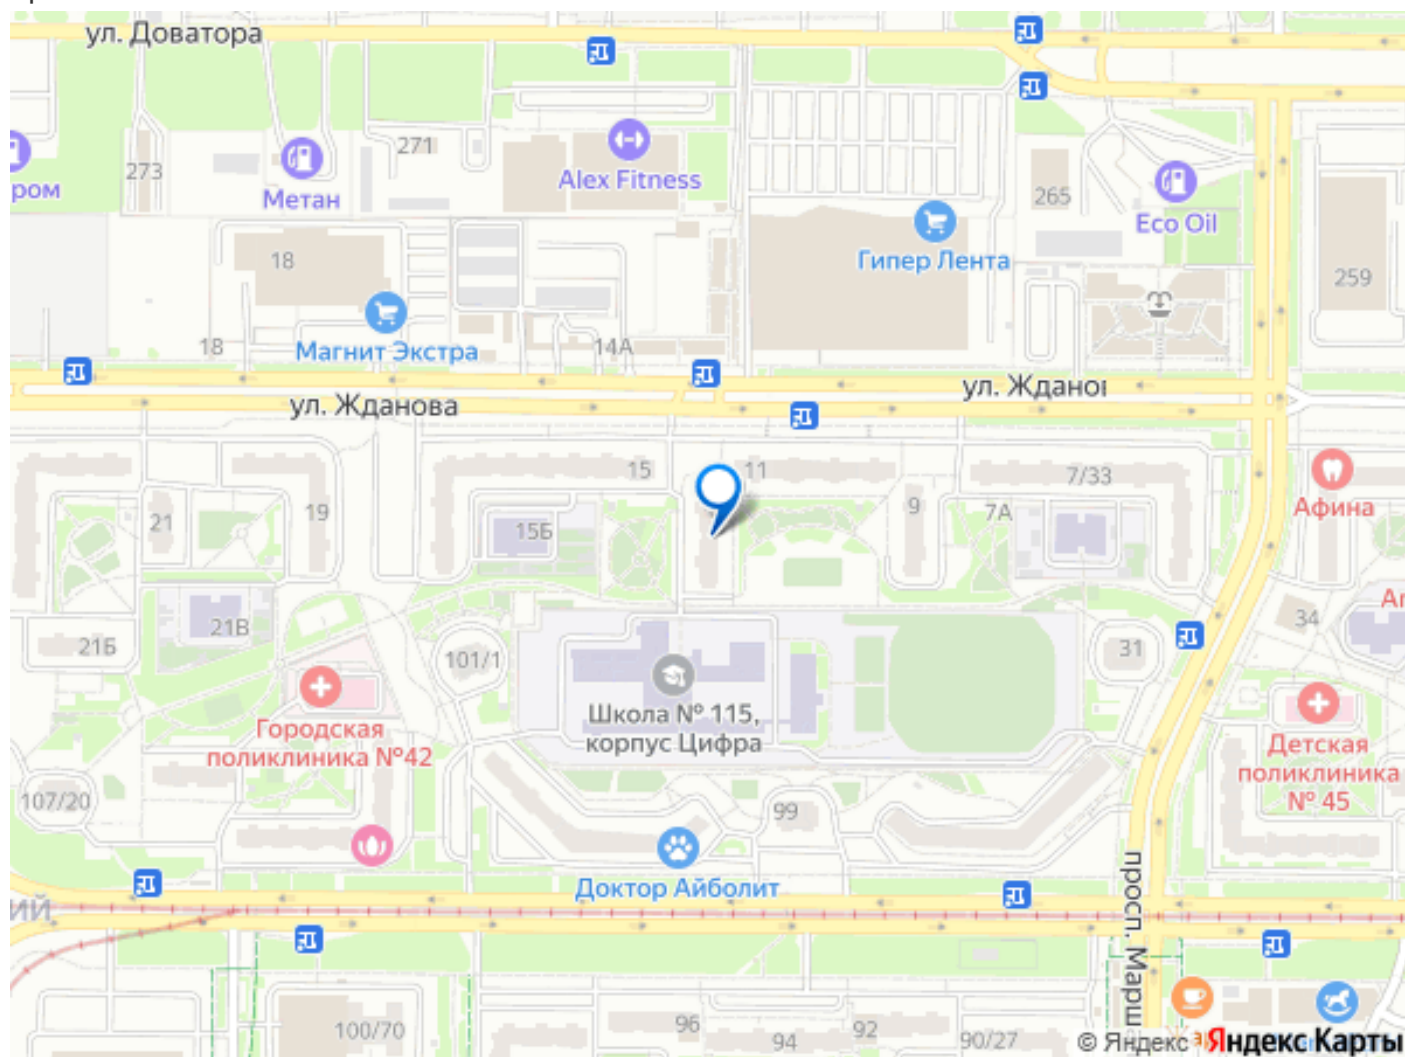 ул. Доватора
271
273
Метан
ром
Alex Fitness
265
Eco Oil
Гипер Лента
18
259
Магнит Экстра
18
14А
ул. Жданова
ул. Ждано
15
11
7/33
Афина
21
19
15Б
9
7А
21Б
21В
101/1
34
31
Школа № 115,
корпус Цифра
Городская
поликлиника №42
Детская
поликлиника
№ 45
107/20
99
Доктор Айболит
ИЙ
просп. Марш
100/70
96
94
92
90/27
© Яндекс
Яндекс Карты